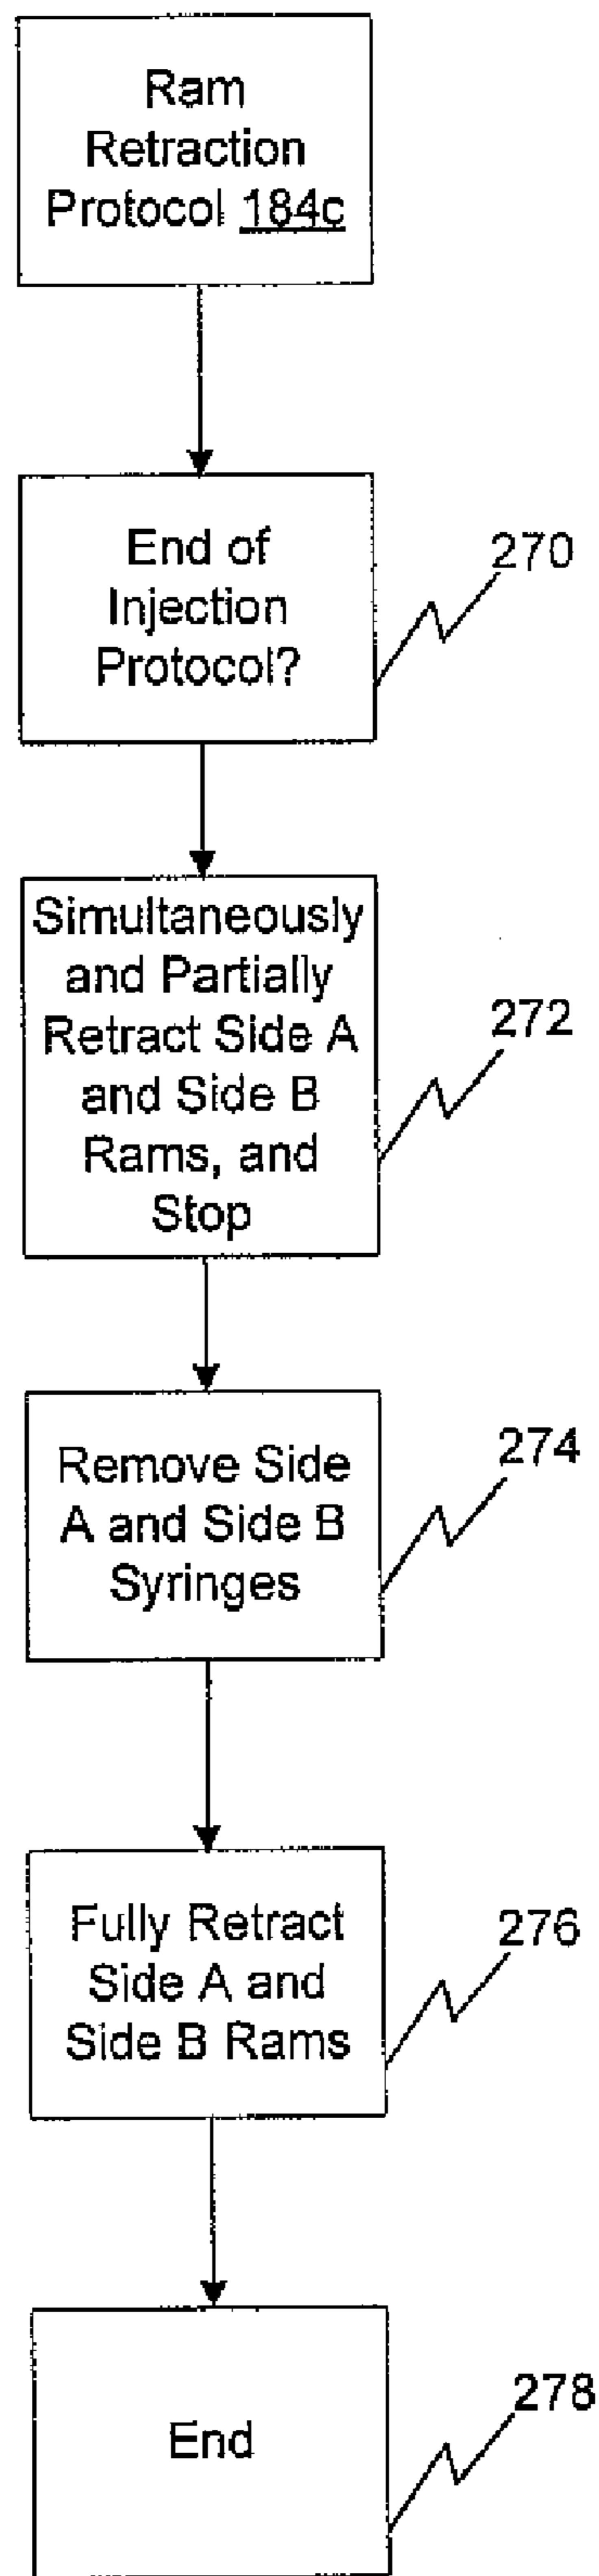 Ram
Retraction
Protocol 184c
End of
Injection
Protocol?
270
Simultaneously
and Partially
Retract Side A
and Side B
Rams, and
Stop
272
Remove Side
A and Side B
Syringes
274
Fully Retract
Side A and
Side B Rams
276
End
278